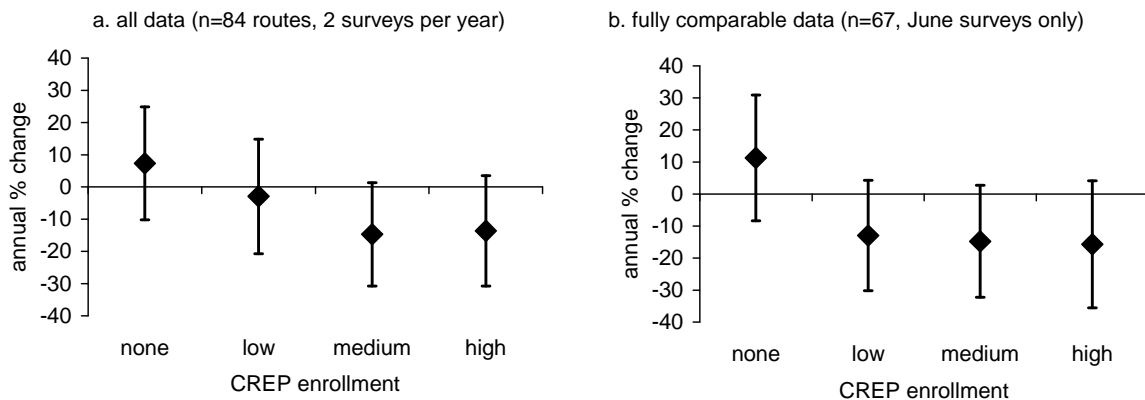 a. all data (n=84 routes, 2 surveys per year)
annual % change
40
30
20
10
0
-10
-20
-30
-40
none low medium high
CREP enrollment
b. fully comparable data (n=67, June surveys only)
annual % change
40
30
20
10
0
-10
-20
-30
-40
none low medium high
CREP enrollment